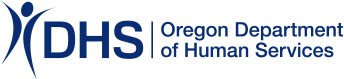 DHS
Oregon Department
of Human Services